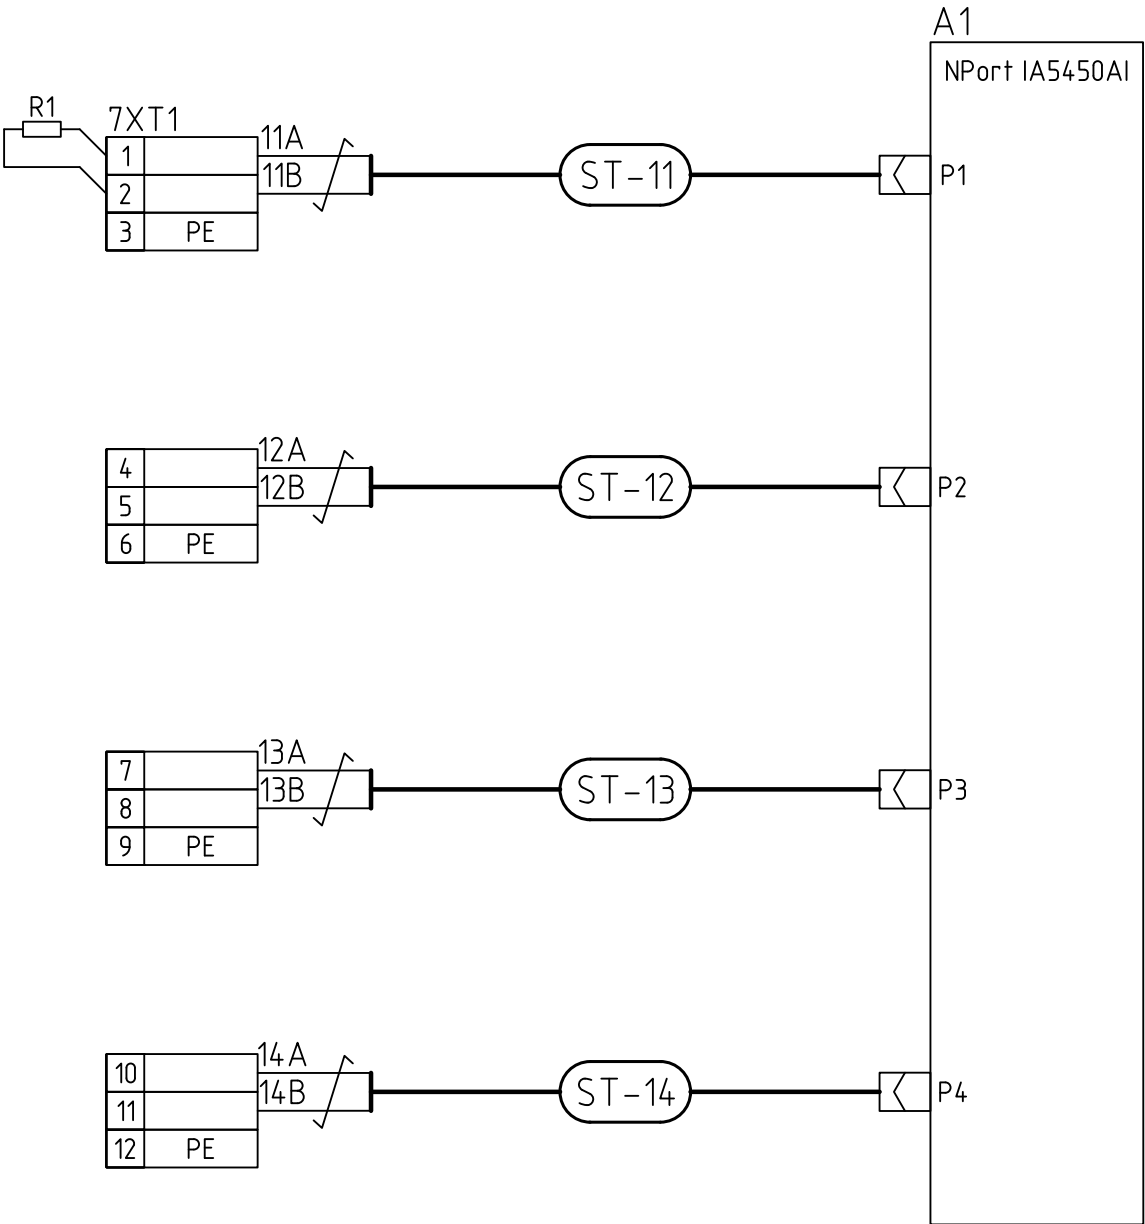 A1
NPort IA5450AI
R1
7XT1
1
11A
2
11B
3 PE
ST-11
P1
4
12A
5
12B
6 PE
ST-12
P2
7
13A
8
13B
9 PE
ST-13
P3
10
14A
11
14B
12 PE
ST-14
P4